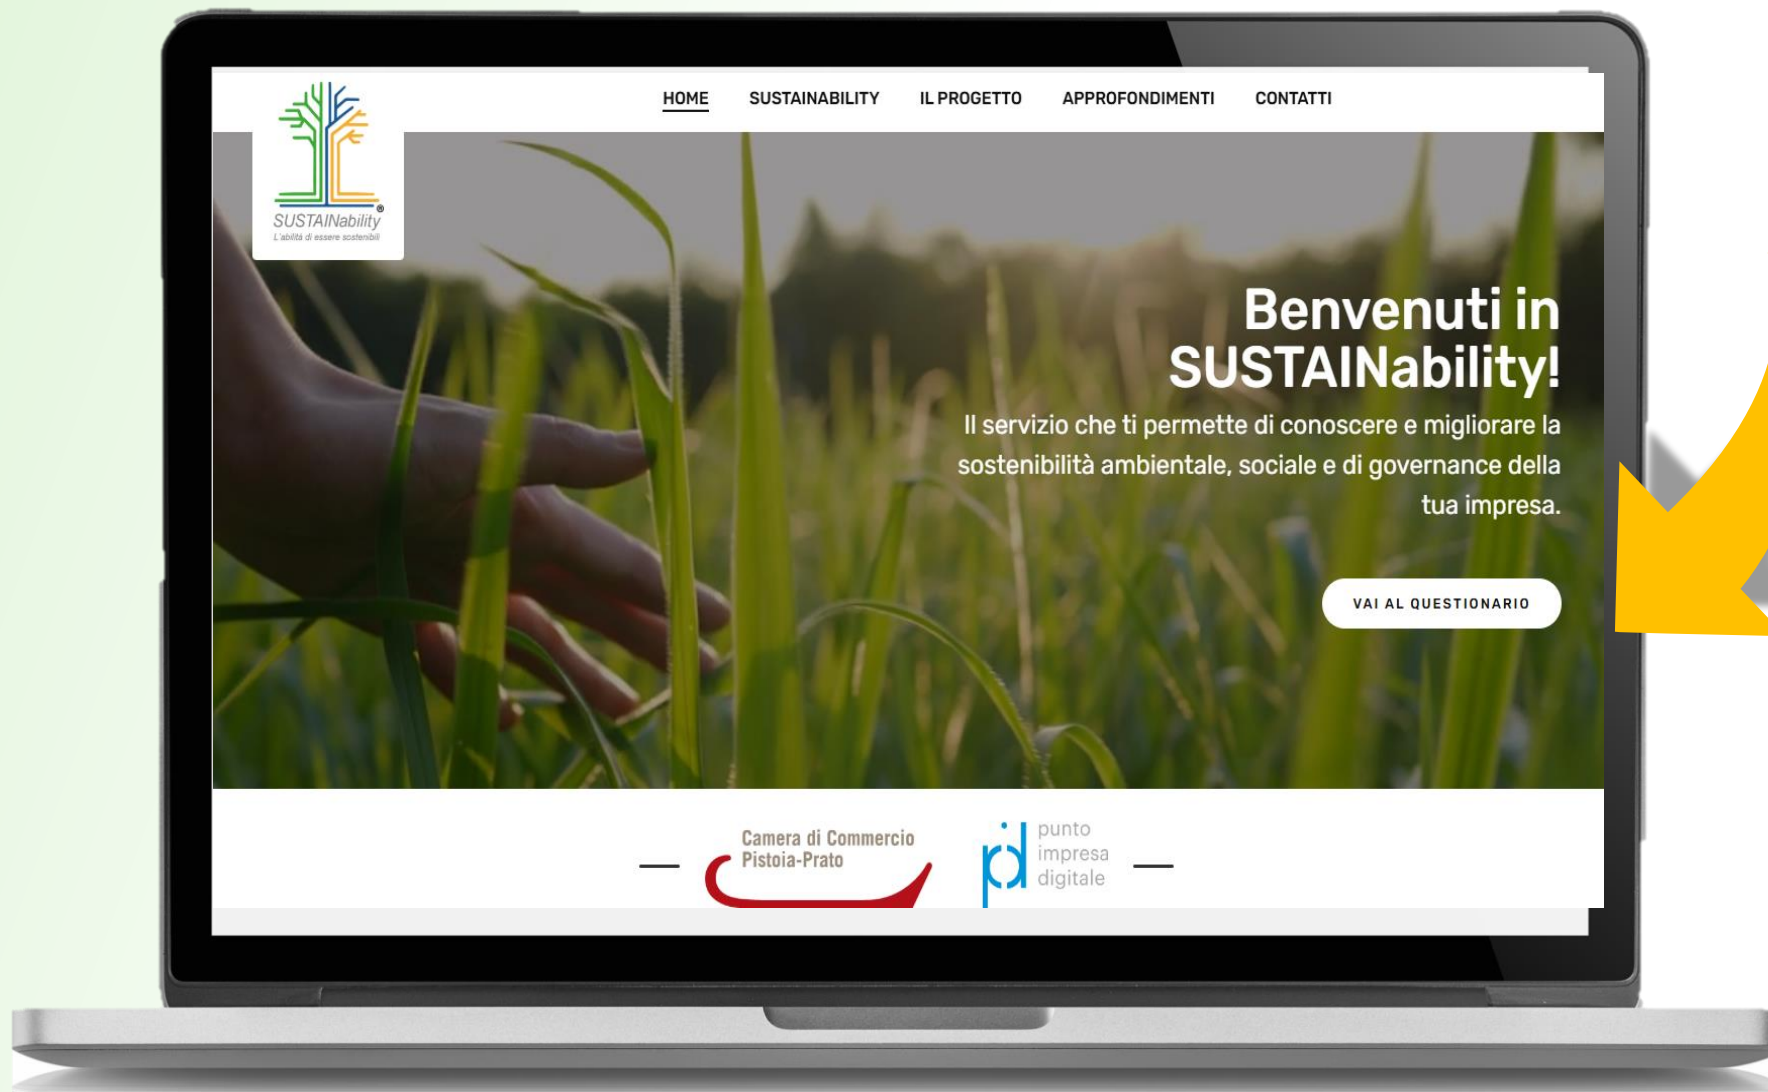 HOME SUSTAINABILITY IL PROGETTO APPROFONDIMENTI CONTATTI
SUSTAINability®
L'abilità di essere sostenibili
Benvenuti in
SUSTAINability!
Il servizio che ti permette di conoscere e migliorare la
sostenibilità ambientale, sociale e di governance della
tua impresa.
VAI AL QUESTIONARIO
Camera di Commercio
Pistoia-Prato
pid
punto
impresa
digitale